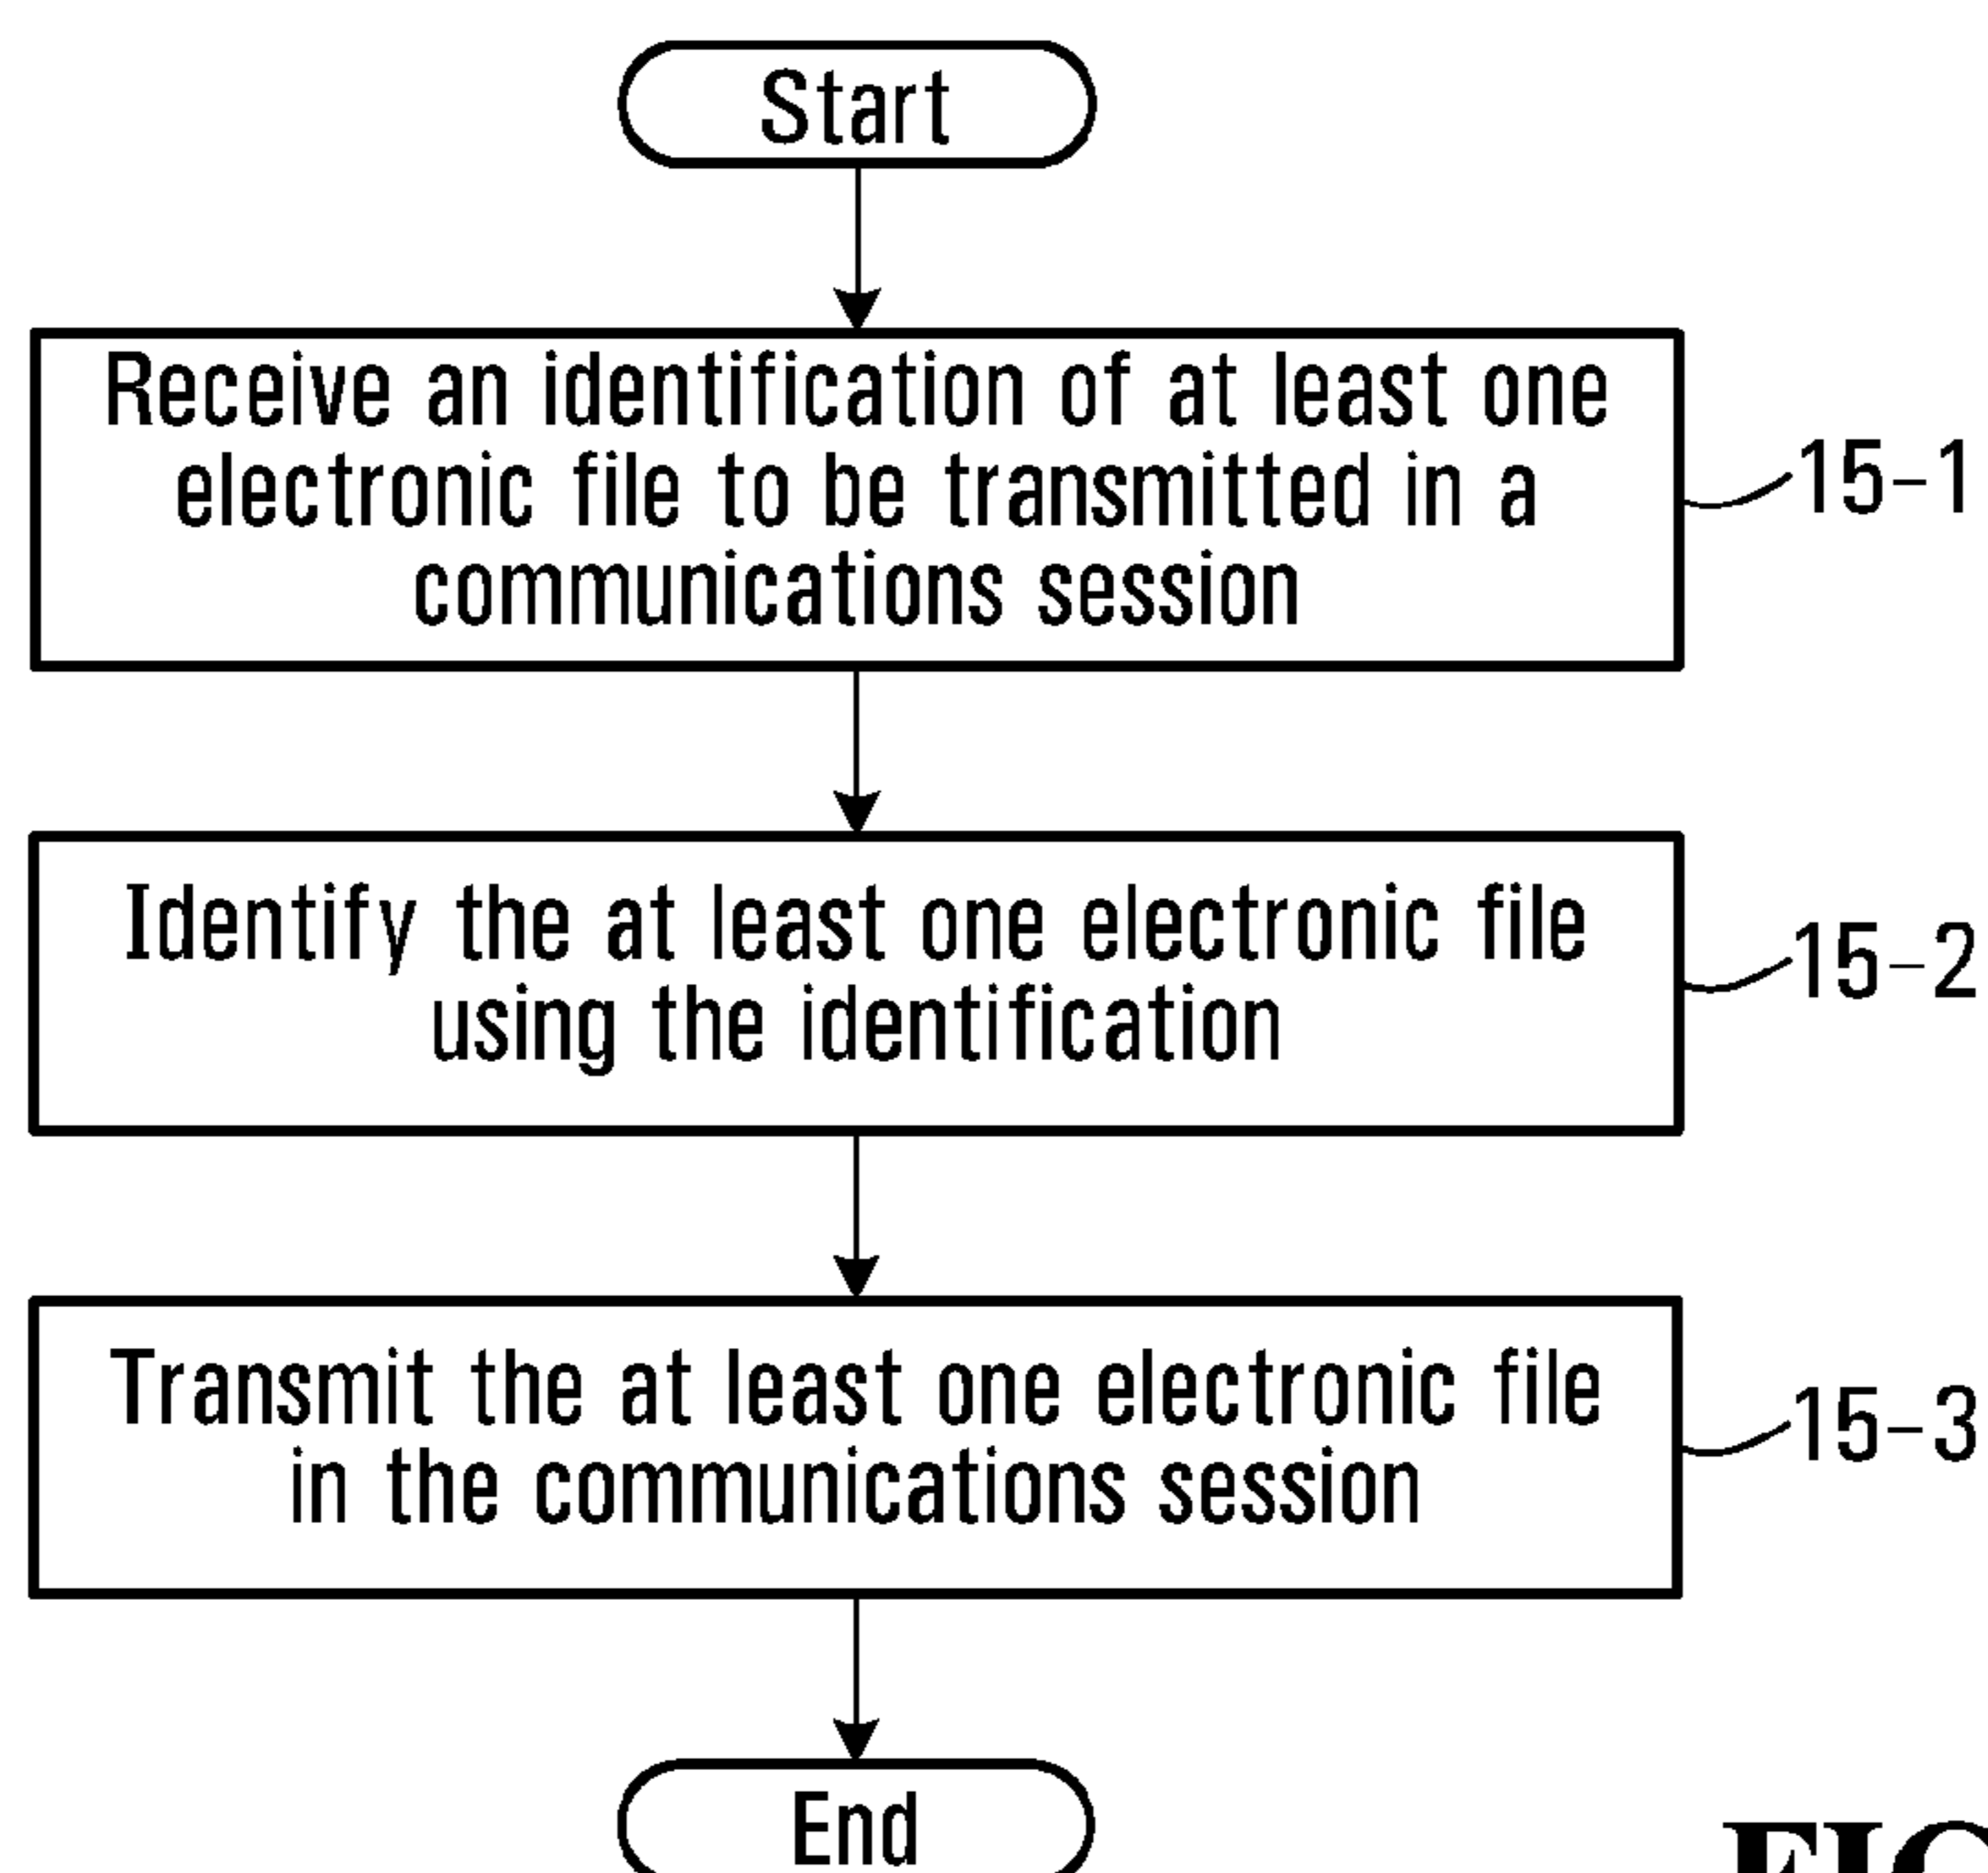 Start
Receive an identification of at least one
electronic file to be transmitted in a
communications session
15-1
Identify the at least one electronic file
using the identification
15-2
Transmit the at least one electronic file
in the communications session
15-3
End